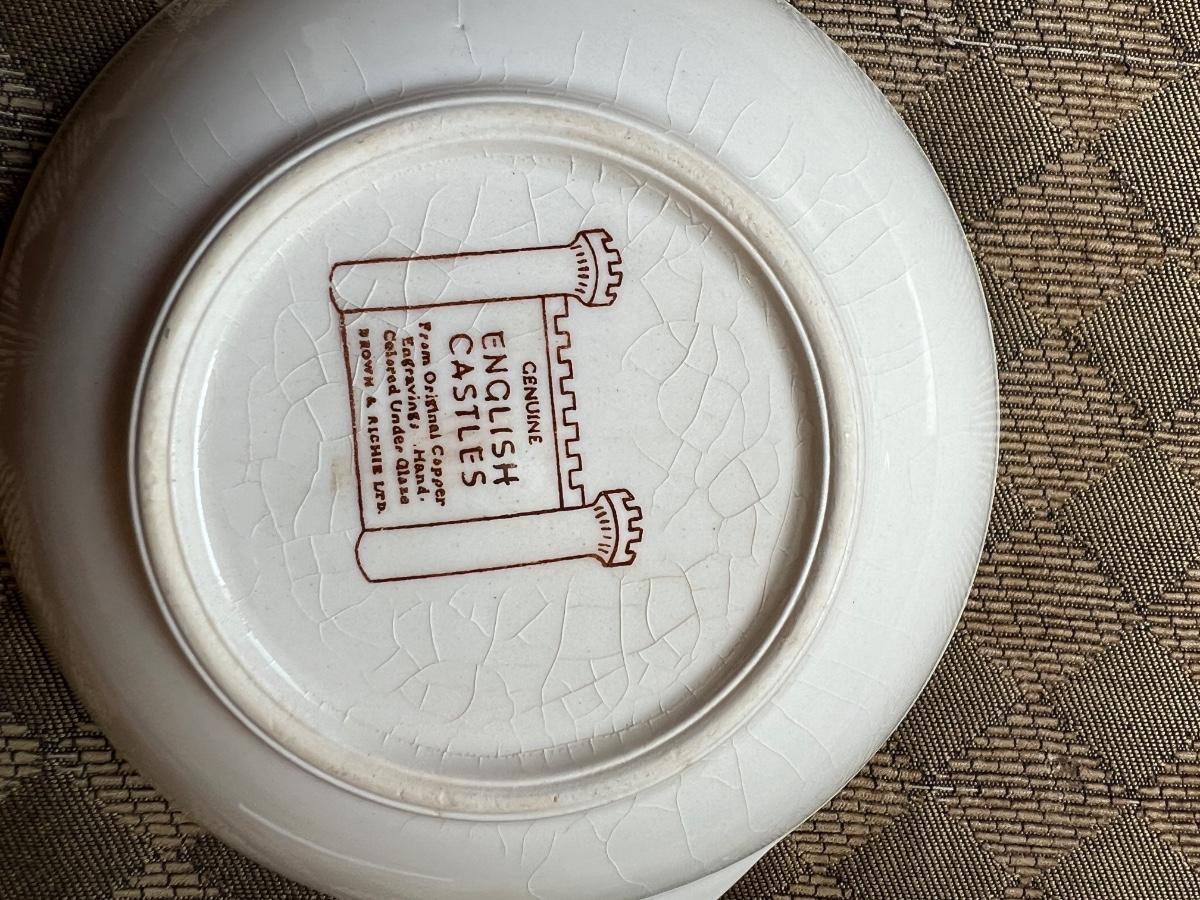 GENUINE
ENGLISH
CASTLES
From Original Copper
Engravings. Hand.
Colored Under Glaze
BROWN & RICHIE LTD.